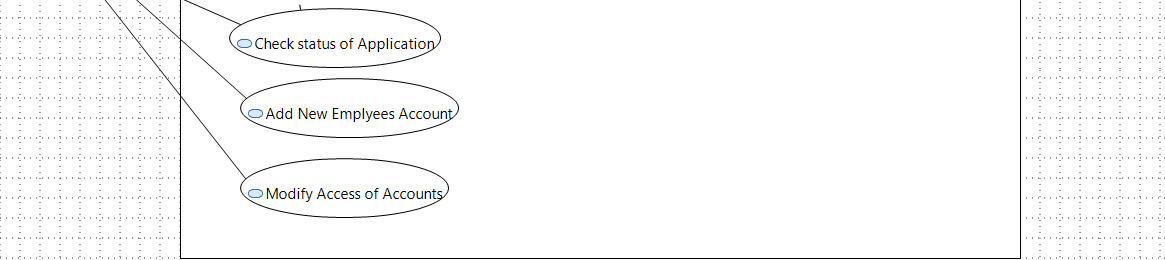 Check status of Application
Add New Emplyees Account
Modify Access of Accounts